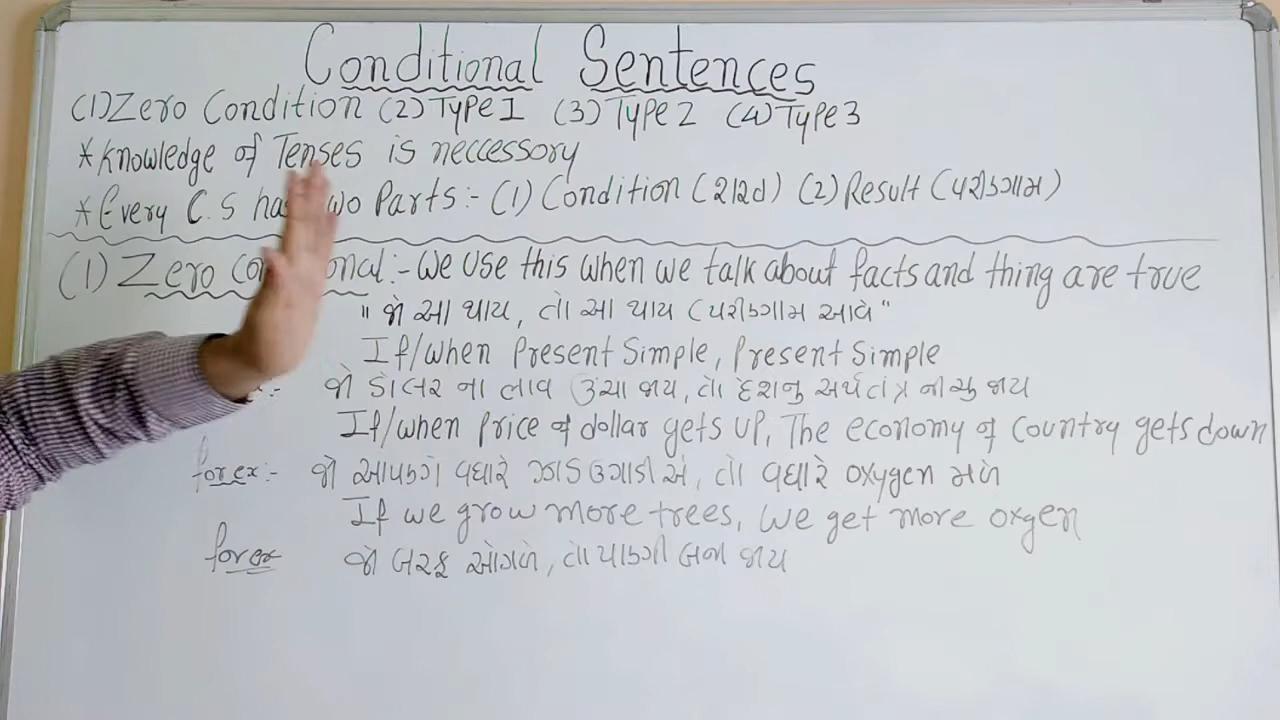 Conditional Sentences
(1) Zero Condition (2) Type 1 (3) Type 2 (4) Type 3
* Knowledge of Tenses is neccessory
* Every C.S has two Parts:- (1) Condition (શરત) (2) Result (પરીણામ)
(1) Zero Conditional:- We use this when we talk about facts and thing are true
"જો આ થાય, તો આ થાય (પરીણામ આવે"
If/when Present Simple, Present Simple
જો ડોલર ના ભાવ ઉંચા જાય, તો દેશનુ અર્થતંત્ર નીચુ જાય
If/when Price of dollar gets up, The economy of country gets down
for ex:- જો આપણે વધારે ઝાડ ઉગાડીએ, તો વધારે oxygen મળે
If we grow more trees, We get more oxgen
for ex જો બરફ ઓગળે, તો પાણી બની જાય